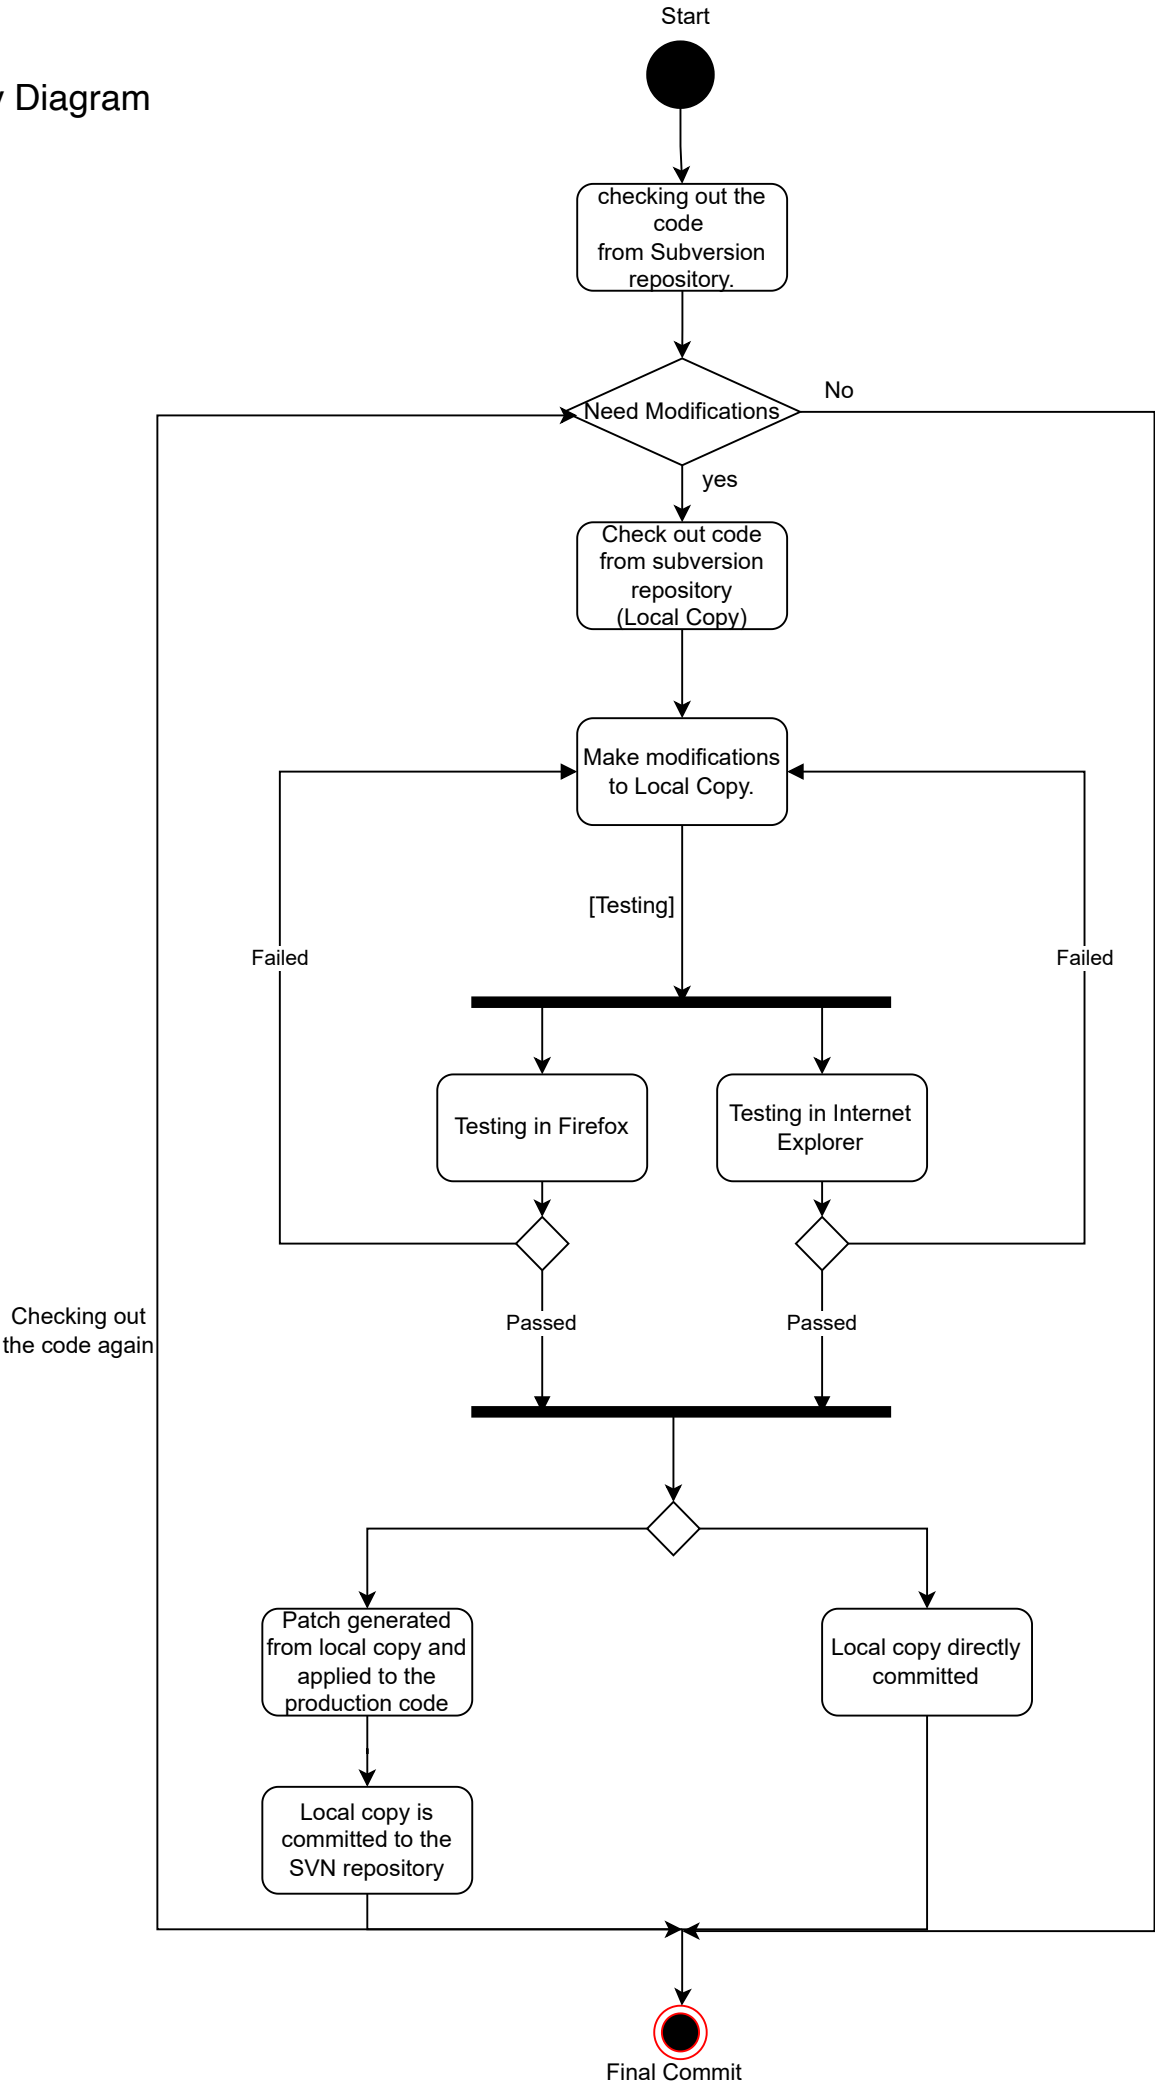 Start
y Diagram
checking out the
code
from Subversion
repository.
No
Need Modifications
yes
Check out code
from subversion
repository
(Local Copy)
Make modifications
to Local Copy.
[Testing]
Failed
Failed
Testing in Firefox
Testing in Internet
Explorer
Passed
Passed
Checking out
the code again
Patch generated
from local copy and
applied to the
production code
Local copy directly
committed
Local copy is
committed to the
SVN repository
Final Commit